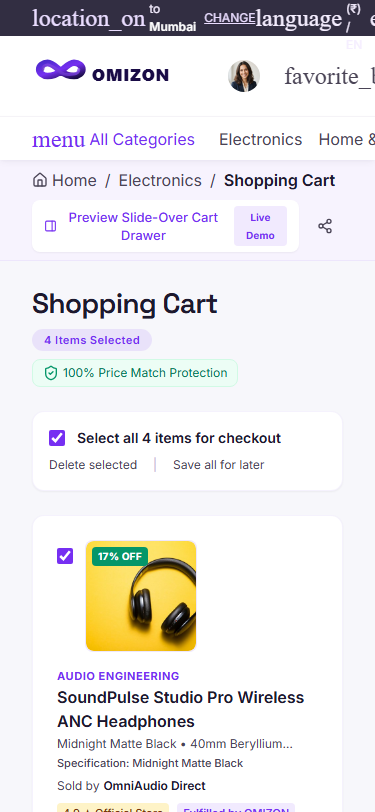 location_on to Mumbai CHANGE language (₹) / EN
OMIZON favorite_b
menu All Categories Electronics Home &
Home / Electronics / Shopping Cart
Preview Slide-Over Cart Drawer Live Demo
Shopping Cart
4 Items Selected
100% Price Match Protection
Select all 4 items for checkout
Delete selected Save all for later
17% OFF
AUDIO ENGINEERING
SoundPulse Studio Pro Wireless
ANC Headphones
Midnight Matte Black • 40mm Beryllium...
Specification: Midnight Matte Black
Sold by OmniAudio Direct
4.9 ★ Official Store Fulfilled by OMIZON